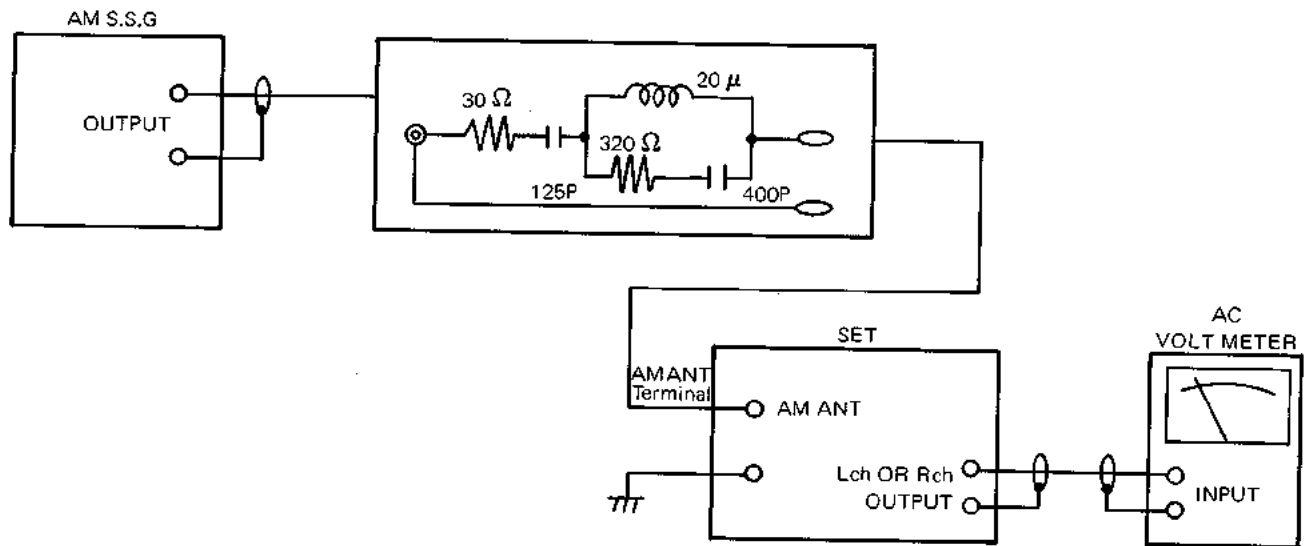 AM S.S.G
OUTPUT
30 Ω
20 μ
320 Ω
125P
400P
SET
AC
VOLT METER
AM ANT
Terminal
AM ANT
Lch OR Rch
OUTPUT
INPUT